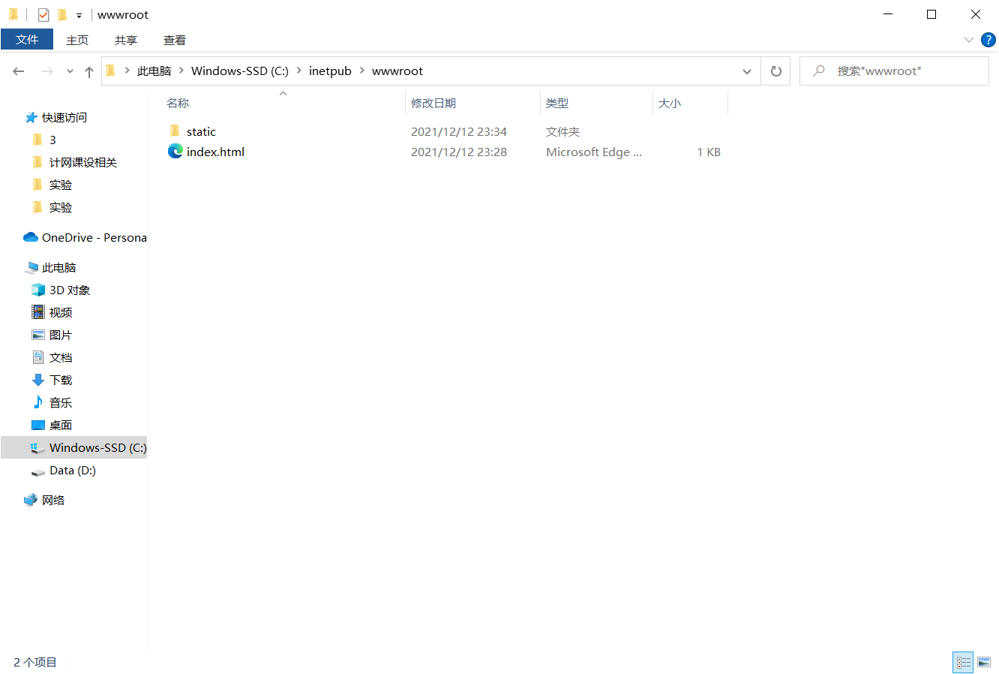 wwwroot
文件 主页 共享 查看
此电脑 Windows-SSD (C:) inetpub wwwroot 搜索"wwwroot"
名称 修改日期 类型 大小
static 2021/12/12 23:34 文件夹
index.html 2021/12/12 23:28 Microsoft Edge ... 1 KB
快速访问
3
计网课设相关
实验
实验
OneDrive - Persona
此电脑
3D 对象
视频
图片
文档
下载
音乐
桌面
Windows-SSD (C:)
Data (D:)
网络
2 个项目